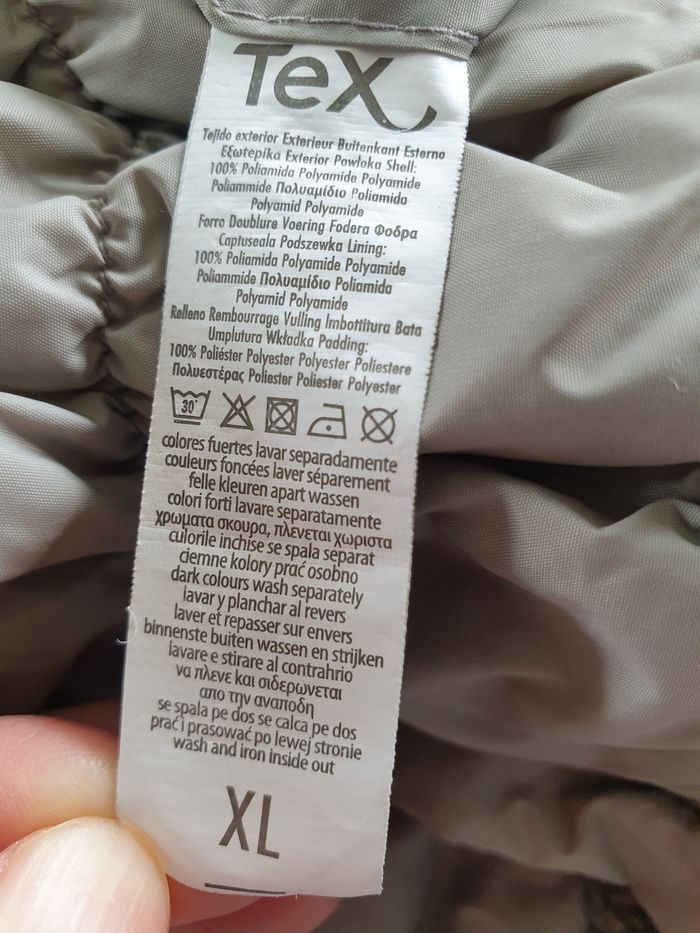 TeX
Tejido exterior Exterieur Buitenkant Esterno
Εξωτερικα Exterior Powłoka Shell:
100% Poliamida Polyamide Polyamide
Poliammide Πολυαμίδιο Poliamida
Polyamid Polyamide
Forro Doublure Voering Fodera Φοδρα
Captuseala Podszewka Lining:
100% Poliamida Polyamide Polyamide
Poliammide Πολυαμίδιο Poliamida
Polyamid Polyamide
Relleno Rembourrage Vulling Imbottitura Bata
Umplutura Wkładka Padding:
100% Poliéster Polyester Polyester Poliestere
Πολυεστέρας Poliester Poliester Polyester
30°
colores fuertes lavar separadamente
couleurs foncées laver séparement
felle kleuren apart wassen
colori forti lavare separatamente
χρωματα σκουρα, πλενεται χωριστα
culorile inchise se spala separat
ciemne kolory prać osobno
dark colours wash separately
lavar y planchar al revers
laver et repasser sur envers
binnenste buiten wassen en strijken
lavare e stirare al contrahrio
να πλενε και σιδερωνεται
απο την αναποδη
se spala pe dos se calca pe dos
prać i prasować po lewej stronie
wash and iron inside out
XL